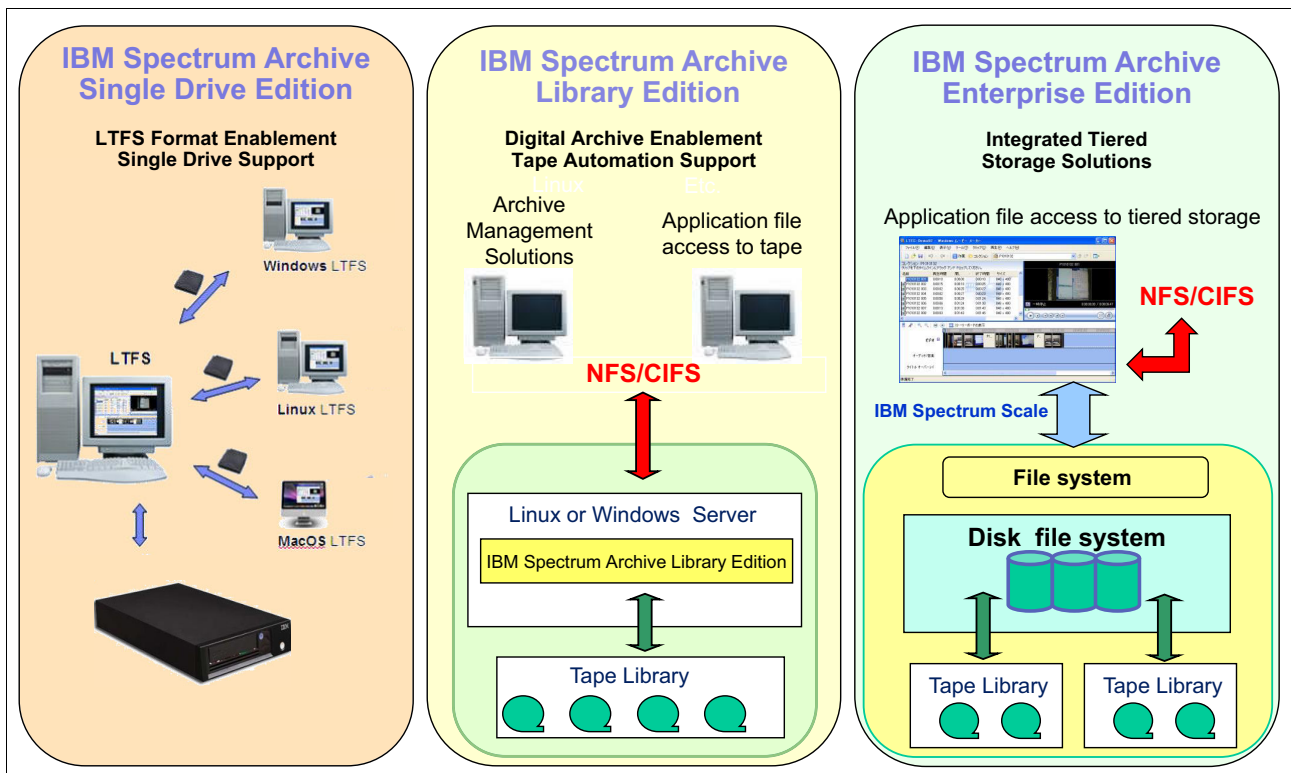 IBM Spectrum Archive
Single Drive Edition
LTFS Format Enablement
Single Drive Support
Windows LTFS
LTFS
Linux LTFS
MacOS LTFS
IBM Spectrum Archive
Library Edition
Digital Archive Enablement
Tape Automation Support
Linux
Etc
Archive
Management
Solutions
Application file
access to tape
NFS/CIFS
Linux or Windows Server
IBM Spectrum Archive Library Edition
Tape Library
IBM Spectrum Archive
Enterprise Edition
Integrated Tiered
Storage Solutions
Application file access to tiered storage
NFS/CIFS
IBM Spectrum Scale
File system
Disk file system
Tape Library
Tape Library